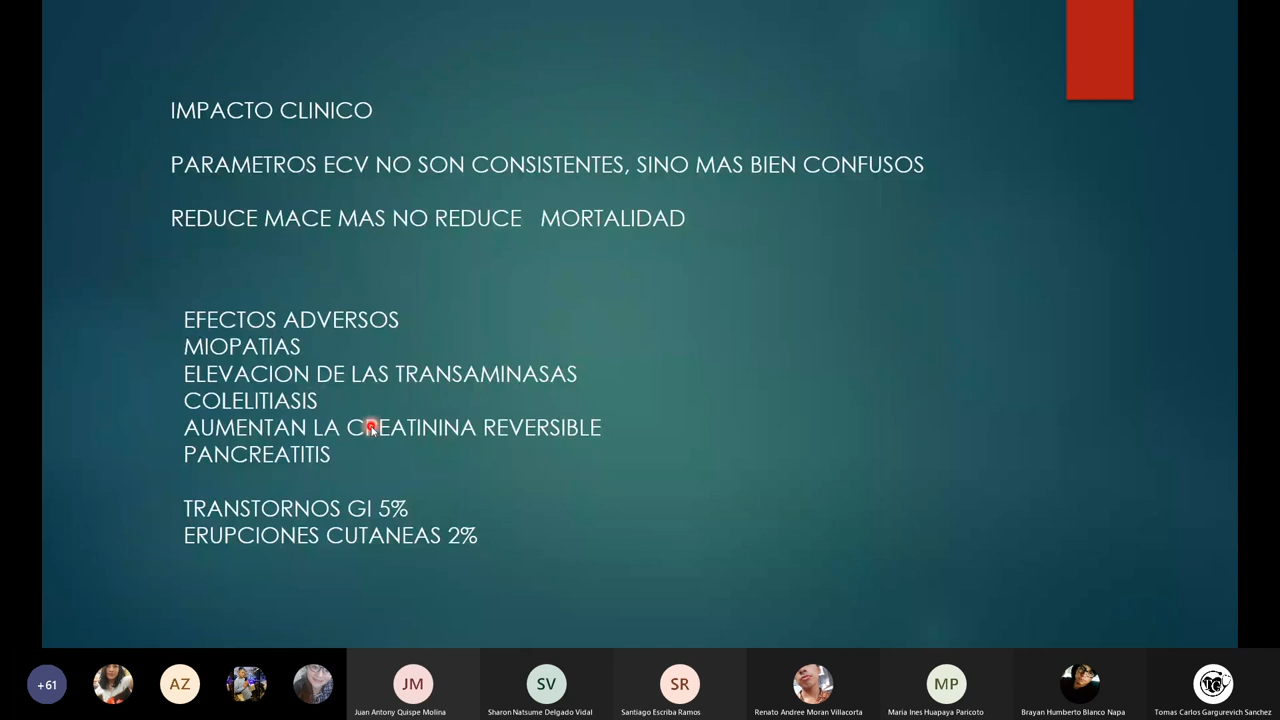 IMPACTO CLINICO
PARAMETROS ECV NO SON CONSISTENTES, SINO MAS BIEN CONFUSOS
REDUCE MACE MAS NO REDUCE MORTALIDAD
EFECTOS ADVERSOS
MIOPATIAS
ELEVACION DE LAS TRANSAMINASAS
COLELITIASIS
AUMENTAN LA CREATININA REVERSIBLE
PANCREATITIS
TRANSTORNOS GI 5%
ERUPCIONES CUTANEAS 2%
+61
AZ
JM
SV
SR
MP
Juan Antony Quispe Molina
Sharon Natsume Delgado Vidal
Santiago Escriba Ramos
Renato Andree Moran Villacorta
Maria Ines Huapaya Paricoto
Brayan Humberto Blanco Napa
Tomas Carlos Gargurevich Sanchez